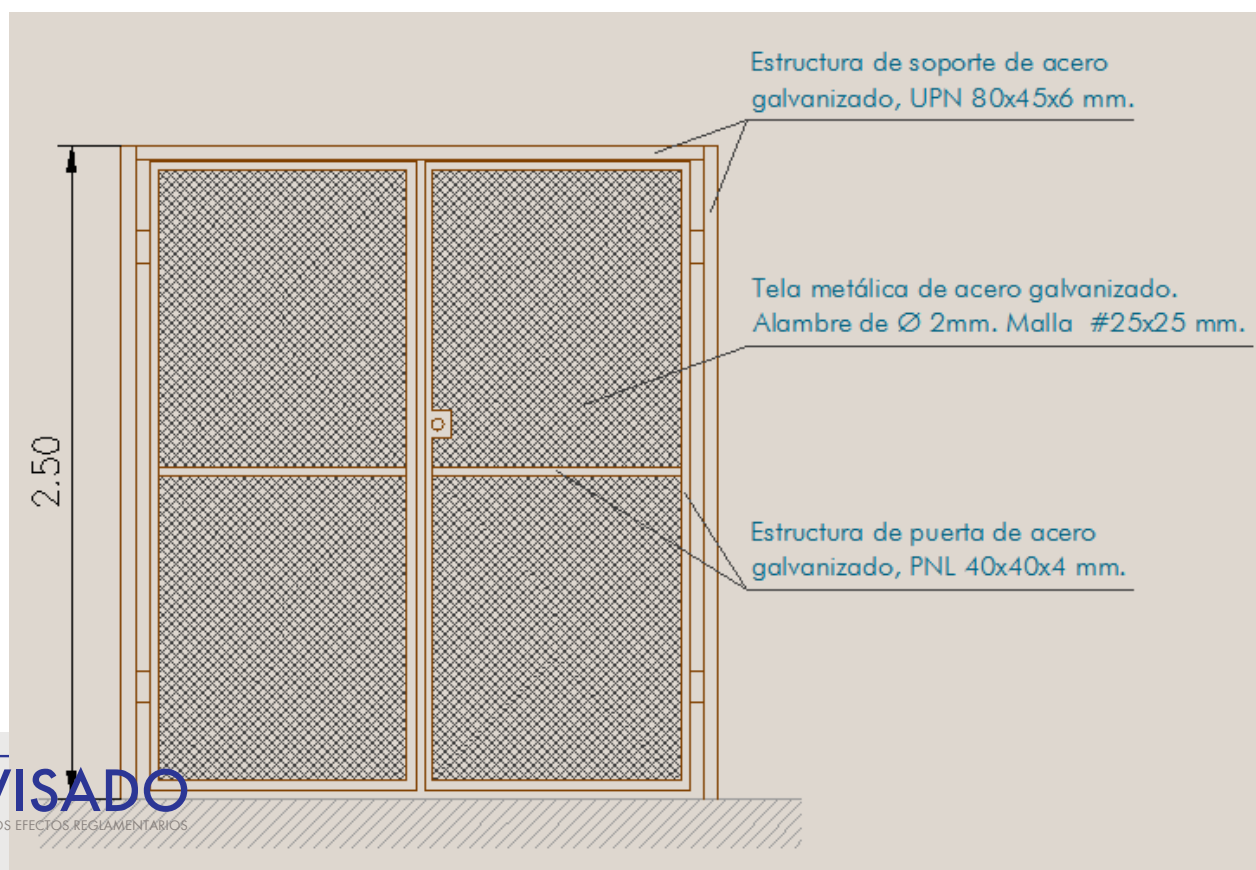 Estructura de soporte de acero
galvanizado, UPN 80x45x6 mm.
Tela metálica de acero galvanizado.
Alambre de Ø 2mm. Malla #25x25 mm.
2.50
Estructura de puerta de acero
galvanizado, PNL 40x40x4 mm.
VISADO
OS EFECTOS REGLAMENTARIOS